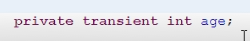 private transient int age;